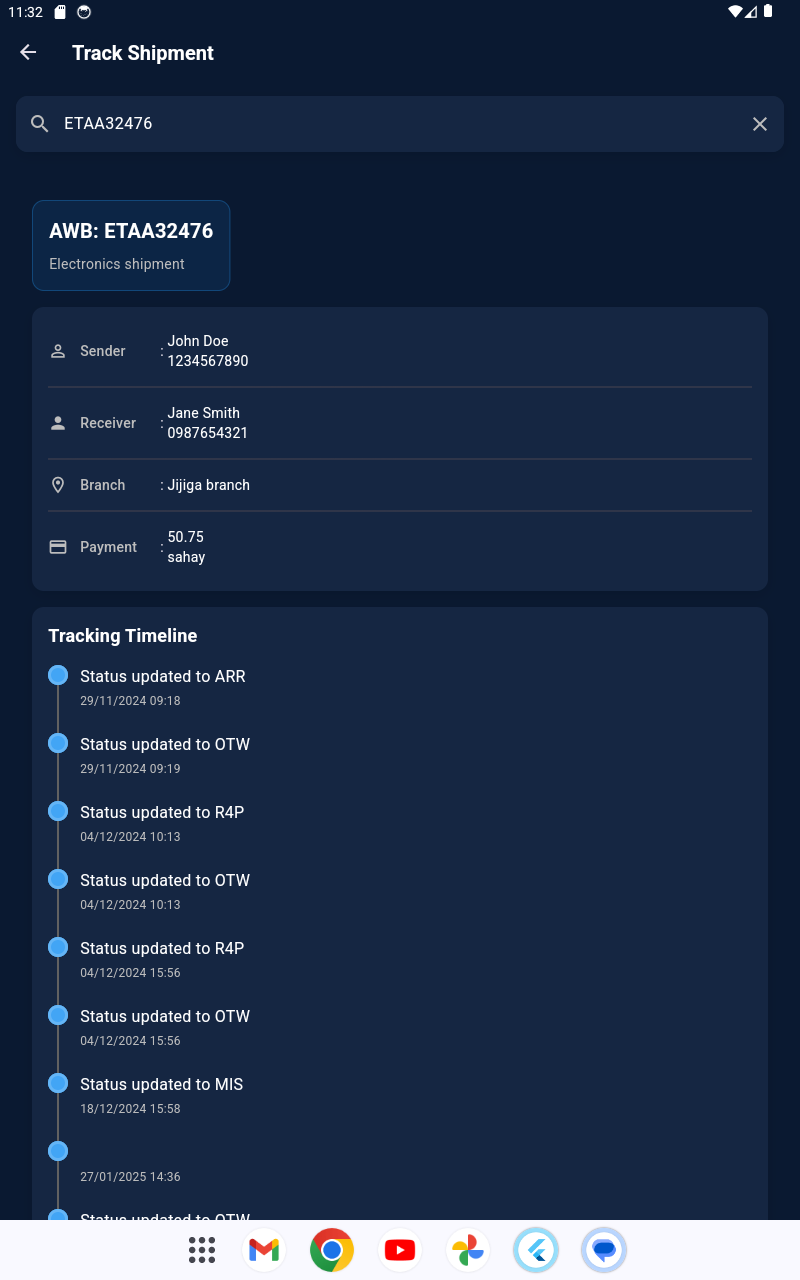 11:32
Track Shipment
ETAA32476
AWB: ETAA32476
Electronics shipment
Sender : John Doe
1234567890
Receiver : Jane Smith
0987654321
Branch : Jijiga branch
Payment : 50.75
sahay
Tracking Timeline
Status updated to ARR
29/11/2024 09:18
Status updated to OTW
29/11/2024 09:19
Status updated to R4P
04/12/2024 10:13
Status updated to OTW
04/12/2024 10:13
Status updated to R4P
04/12/2024 15:56
Status updated to OTW
04/12/2024 15:56
Status updated to MIS
18/12/2024 15:58
27/01/2025 14:36
Status updated to OTW